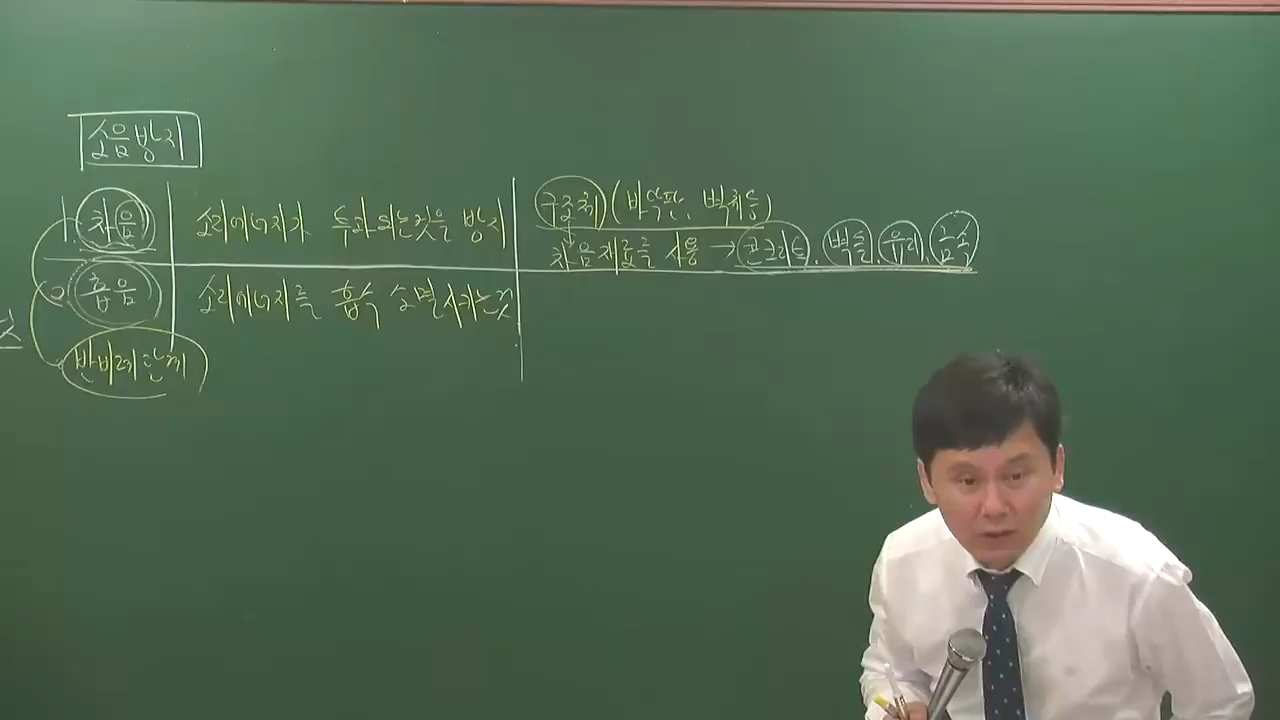 소음방지
1. 차음 소리에너지가 투과되는것을 방지 구조체(바닥판, 벽체등)
차음재료를 사용 → 콘크리트, 벽돌, 유리, 금속
2. 흡음 소리에너지를 흡수 소멸시키는것
반비례관계